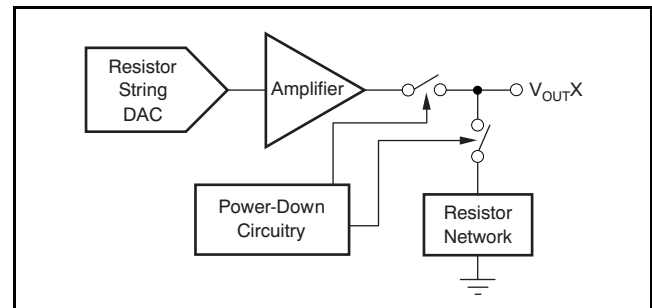 Resistor
String
DAC
Amplifier
V_OUTX
Power-Down
Circuitry
Resistor
Network